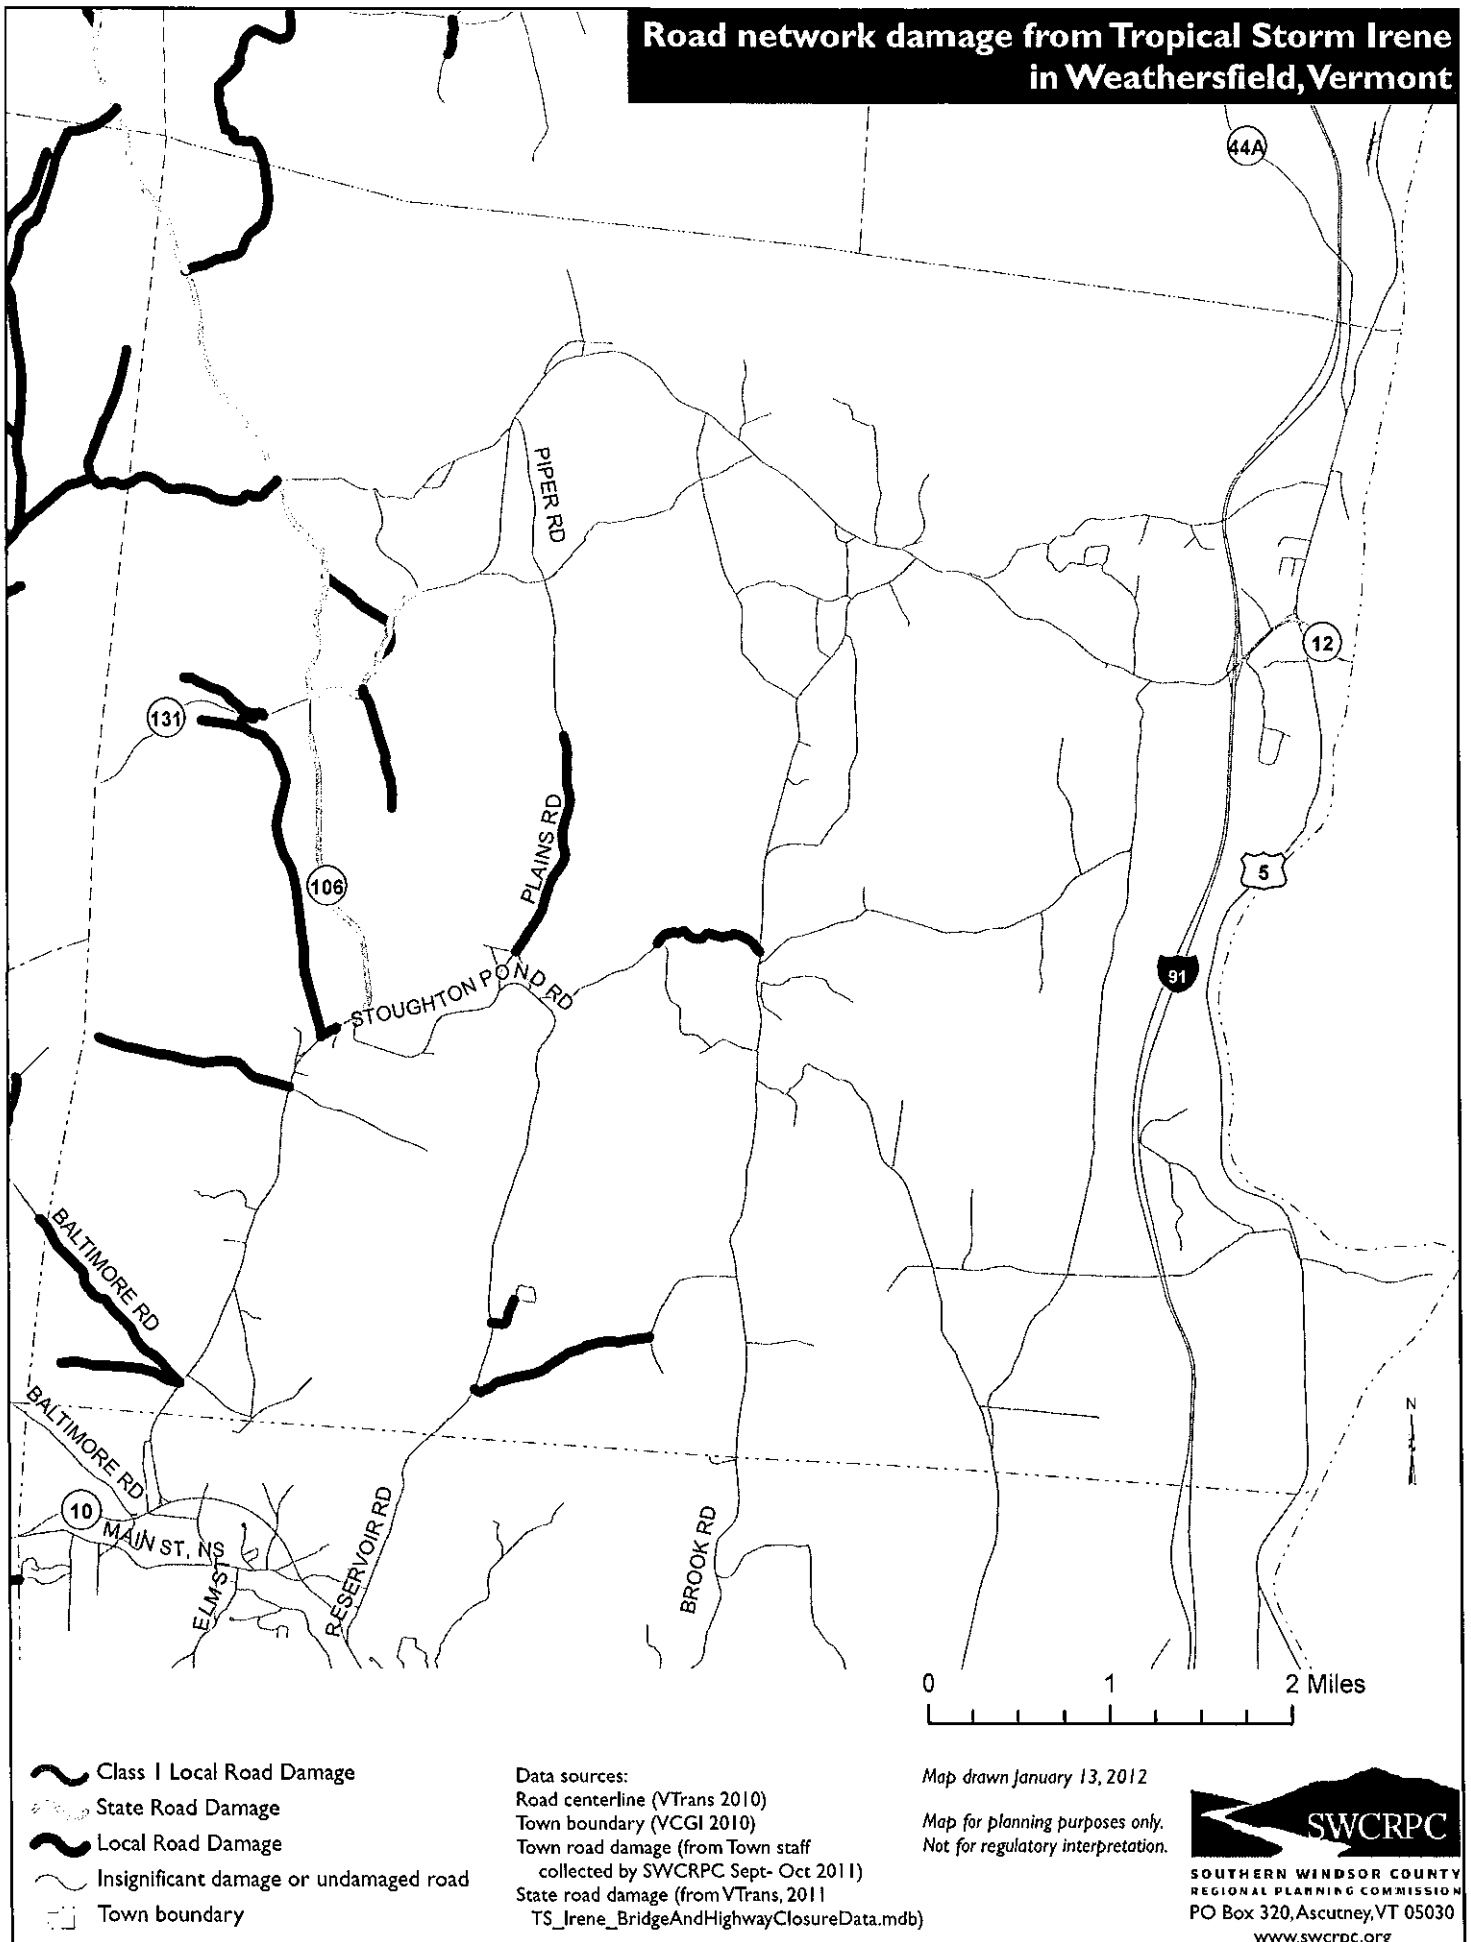 Road network damage from Tropical Storm Irene
in Weathersfield, Vermont
44A
PIPER RD
12
131
PLAINS RD
106
5
91
STOUGHTON POND RD
BALTIMORE RD
BALTIMORE RD
N
10
MAIN ST, NS
ELM ST
RESERVOIR RD
BROOK RD
0 1 2 Miles
Class 1 Local Road Damage
State Road Damage
Local Road Damage
Insignificant damage or undamaged road
Town boundary
Data sources:
Road centerline (VTrans 2010)
Town boundary (VCGI 2010)
Town road damage (from Town staff
collected by SWCRPC Sept- Oct 2011)
State road damage (from VTrans, 2011
TS_Irene_BridgeAndHighwayClosureData.mdb)
Map drawn January 13, 2012
Map for planning purposes only.
Not for regulatory interpretation.
SWCRPC
SOUTHERN WINDSOR COUNTY
REGIONAL PLANNING COMMISSION
PO Box 320, Ascutney, VT 05030
www.swcrpc.org